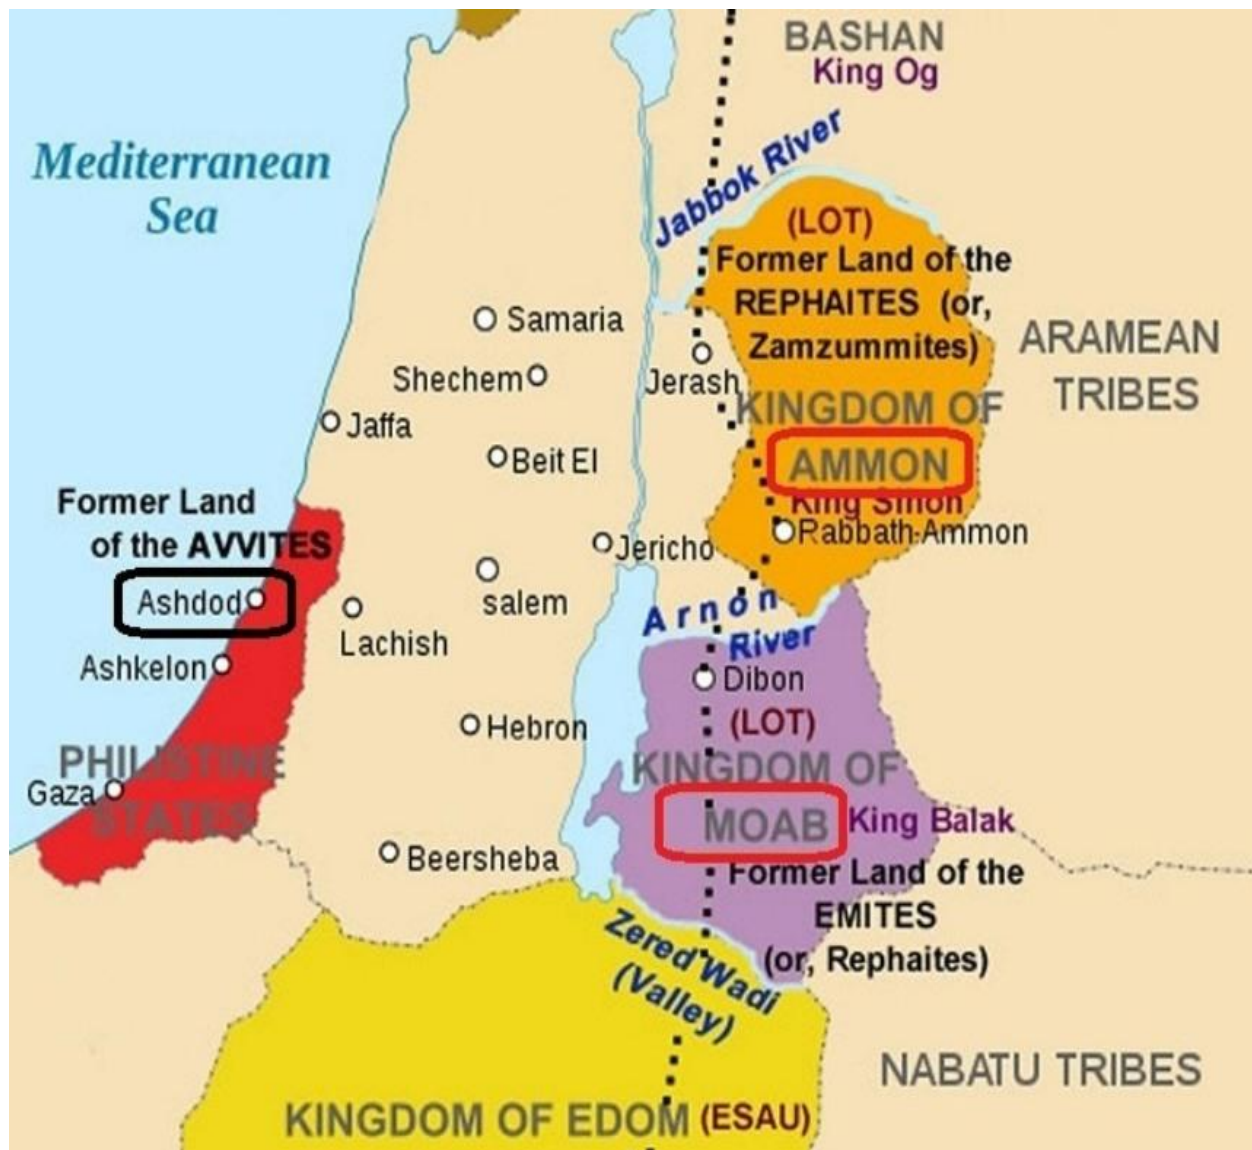 BASHAN
King Og
Mediterranean
Sea
Jabbok River
(LOT)
Former Land of the
REPHAITES (or,
Zamzummites)
ARAMEAN
TRIBES
Samaria
Shechem
Jerash
KINGDOM OF
AMMON
King Sihon
Rabbath-Ammon
Jaffa
Beit El
Former Land
of the AVVITES
Jericho
Ashdod
salem
Lachish
Arnon
River
Ashkelon
Dibon
(LOT)
Hebron
PHILISTINE
STATES
Gaza
KINGDOM OF
MOAB
King Balak
Beersheba
Former Land of the
EMITES
(or, Rephaites)
Zered Wadi
(Valley)
NABATU TRIBES
KINGDOM OF EDOM (ESAU)